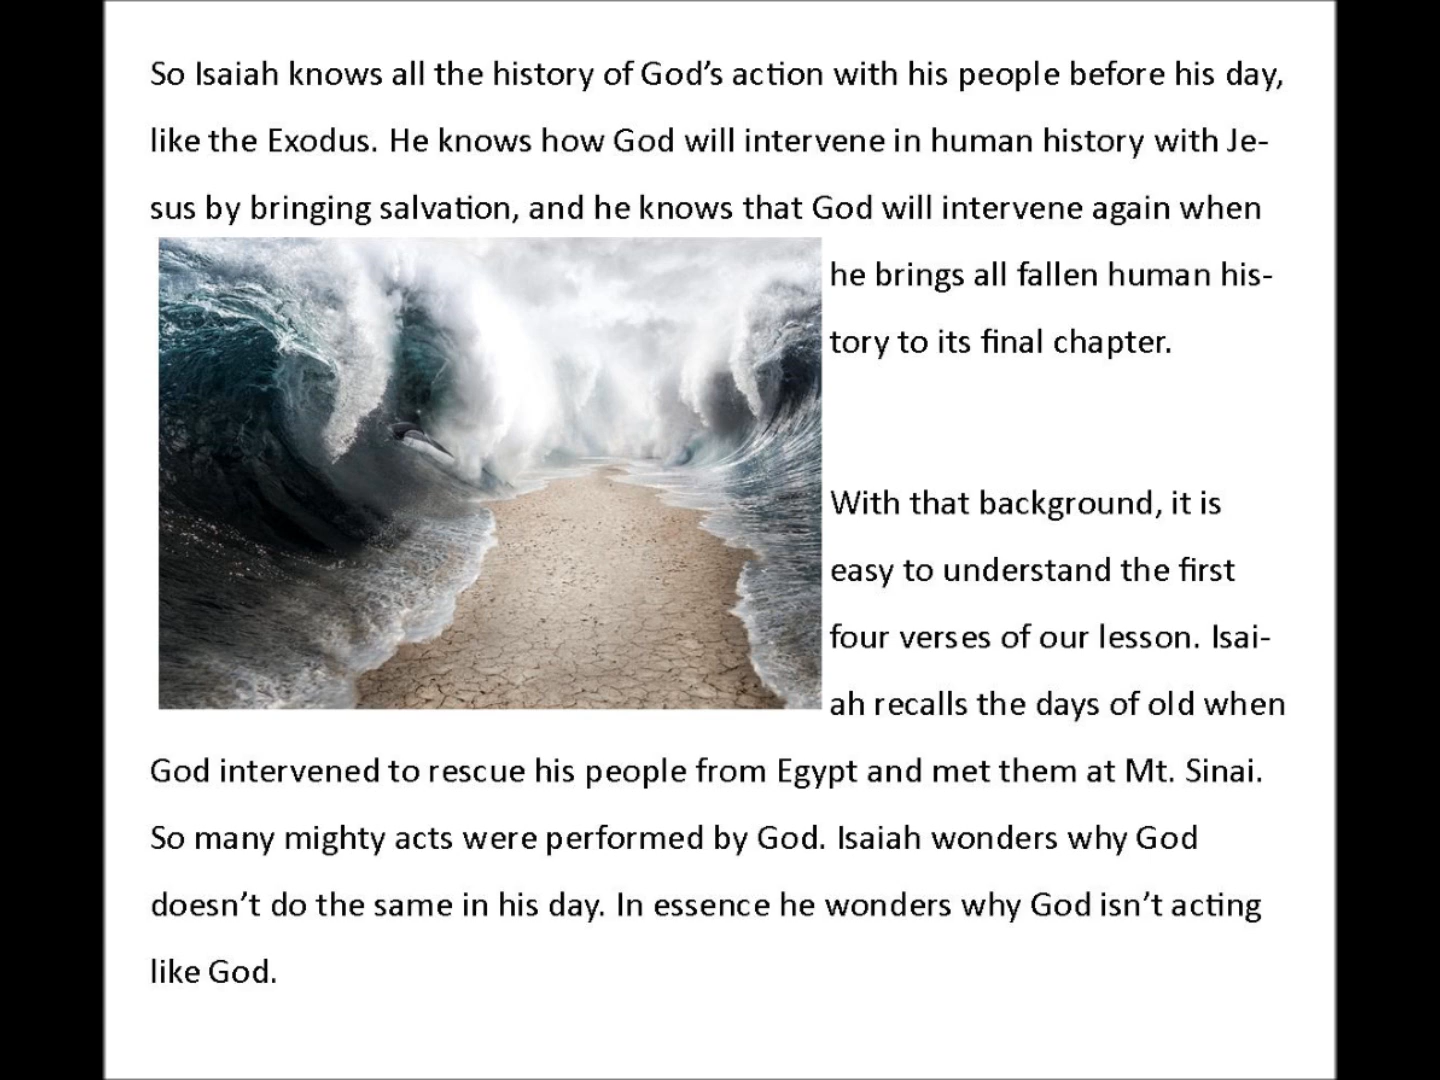 So Isaiah knows all the history of God’s action with his people before his day,
like the Exodus. He knows how God will intervene in human history with Je-
sus by bringing salvation, and he knows that God will intervene again when
he brings all fallen human his-
tory to its final chapter.
With that background, it is
easy to understand the first
four verses of our lesson. Isai-
ah recalls the days of old when
God intervened to rescue his people from Egypt and met them at Mt. Sinai.
So many mighty acts were performed by God. Isaiah wonders why God
doesn’t do the same in his day. In essence he wonders why God isn’t acting
like God.